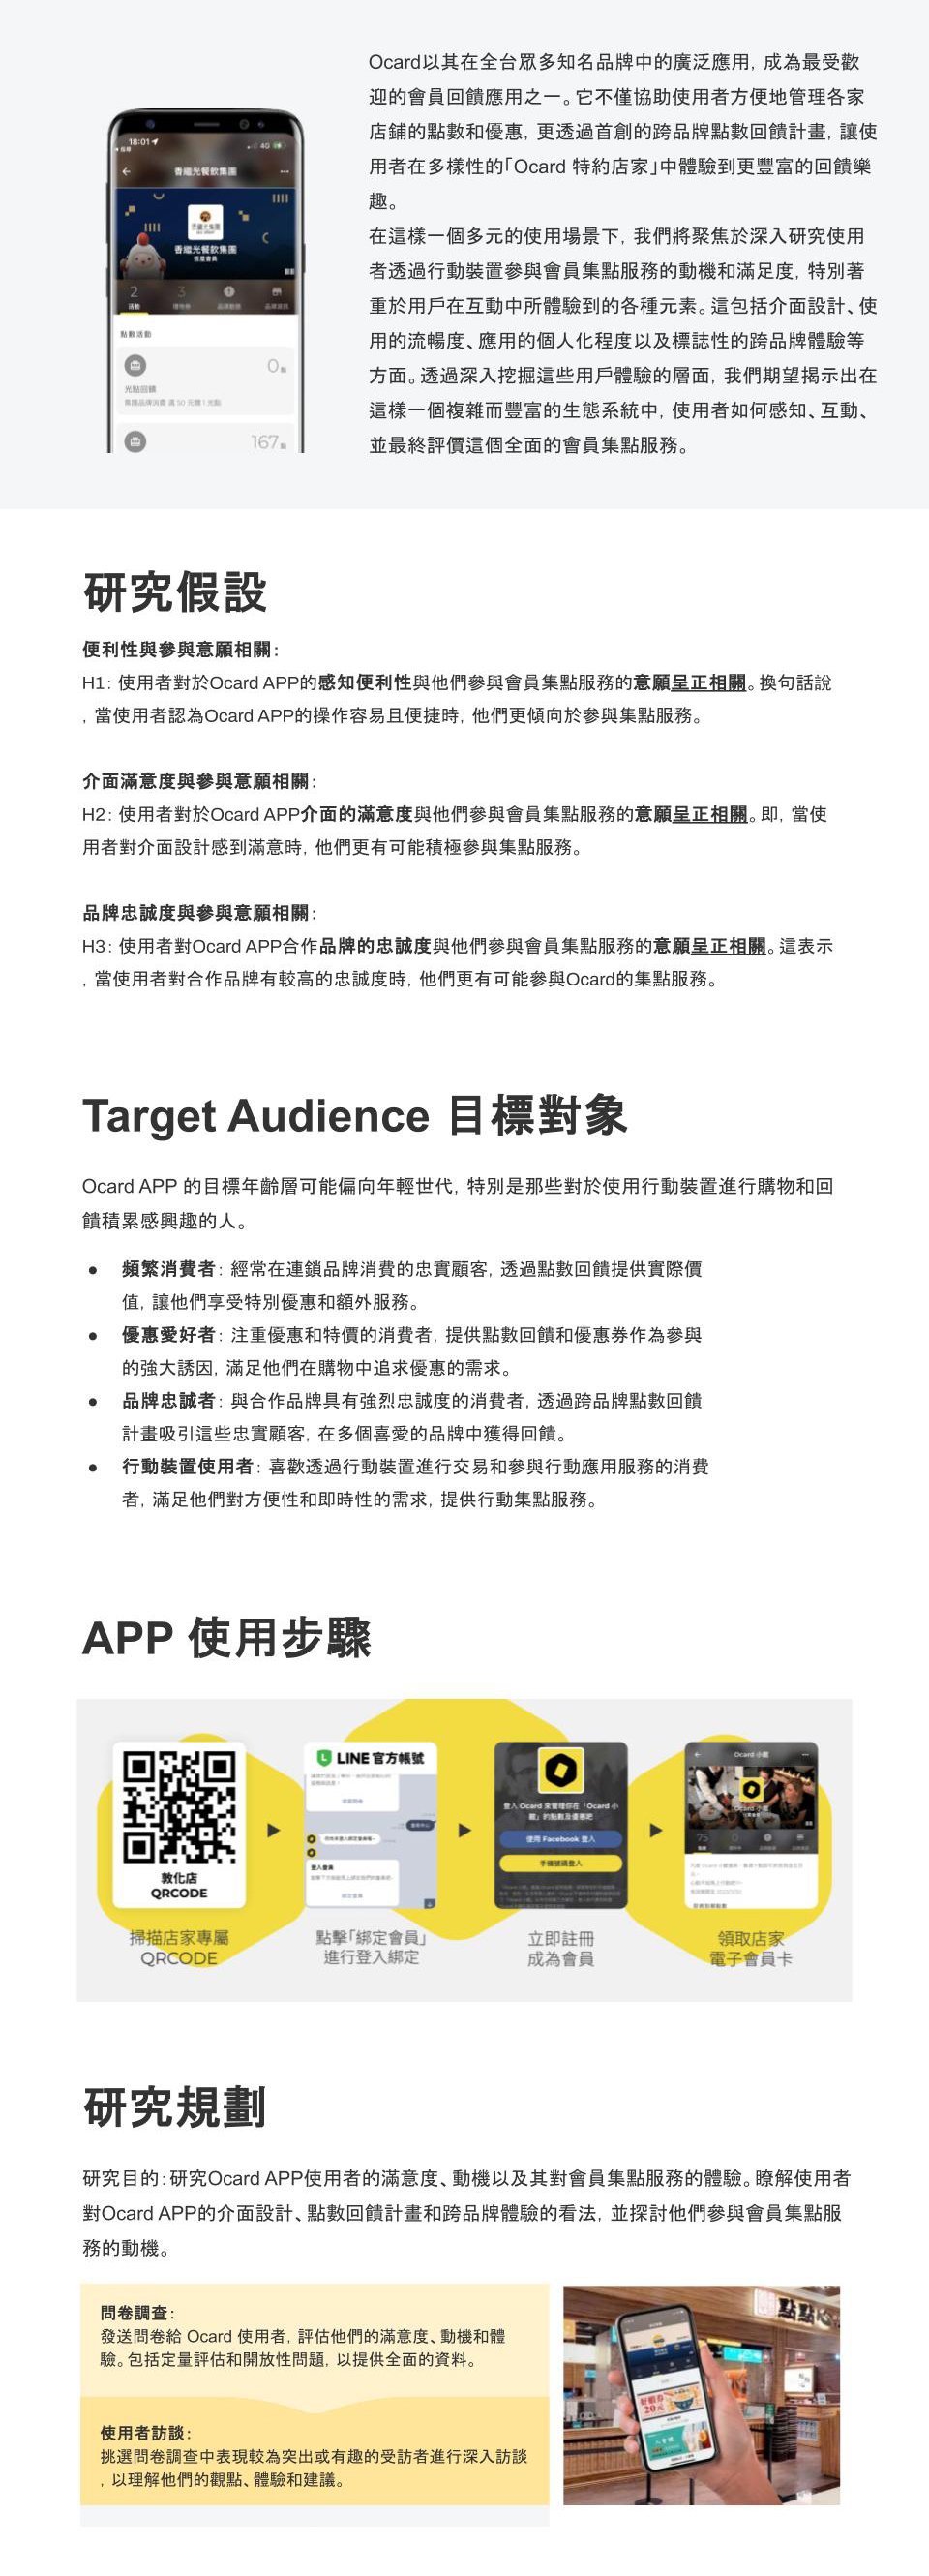 Ocard以其在全台眾多知名品牌中的廣泛應用, 成為最受歡
迎的會員回饋應用之一。它不僅協助使用者方便地管理各家
店鋪的點數和優惠, 更透過首創的跨品牌點數回饋計畫, 讓使
用者在多樣性的「Ocard 特約店家」中體驗到更豐富的回饋樂
趣。
在這樣一個多元的使用場景下, 我們將聚焦於深入研究使用
者透過行動裝置參與會員集點服務的動機和滿足度, 特別著
重於用戶在互動中所體驗到的各種元素。這包括介面設計、使
用的流暢度、應用的個人化程度以及標誌性的跨品牌體驗等
方面。透過深入挖掘這些用戶體驗的層面, 我們期望揭示出在
這樣一個複雜而豐富的生態系統中, 使用者如何感知、互動、
並最終評價這個全面的會員集點服務。
18:01
4G
香繼光餐飲集團
香繼光餐飲集團
2
3
活動
點數活動
0 點
光點回饋
167 點
研究假設
便利性與參與意願相關:
H1: 使用者對於Ocard APP的感知便利性與他們參與會員集點服務的意願呈正相關。換句話說
, 當使用者認為Ocard APP的操作容易且便捷時, 他們更傾向於參與集點服務。
介面滿意度與參與意願相關:
H2: 使用者對於Ocard APP介面的滿意度與他們參與會員集點服務的意願呈正相關。即, 當使
用者對介面設計感到滿意時, 他們更有可能積極參與集點服務。
品牌忠誠度與參與意願相關:
H3: 使用者對Ocard APP合作品牌的忠誠度與他們參與會員集點服務的意願呈正相關。這表示
, 當使用者對合作品牌有較高的忠誠度時, 他們更有可能參與Ocard的集點服務。
Target Audience 目標對象
Ocard APP 的目標年齡層可能偏向年輕世代, 特別是那些對於使用行動裝置進行購物和回
饋積累感興趣的人。
● 頻繁消費者: 經常在連鎖品牌消費的忠實顧客, 透過點數回饋提供實際價
值, 讓他們享受特別優惠和額外服務。
● 優惠愛好者: 注重優惠和特價的消費者, 提供點數回饋和優惠券作為參與
的強大誘因, 滿足他們在購物中追求優惠的需求。
● 品牌忠誠者: 與合作品牌具有強烈忠誠度的消費者, 透過跨品牌點數回饋
計畫吸引這些忠實顧客, 在多個喜愛的品牌中獲得回饋。
● 行動裝置使用者: 喜歡透過行動裝置進行交易和參與行動應用服務的消費
者, 滿足他們對方便性和即時性的需求, 提供行動集點服務。
APP 使用步驟
敦化店
QRCODE
掃描店家專屬
QRCODE
LINE 官方帳號
登入會員
綁定會員
點擊「綁定會員」
進行登入綁定
登入 Ocard 來管理你在「Ocard 小
館」的點數及優惠吧
使用 Facebook 登入
手機號碼登入
立即註冊
成為會員
Ocard 小館
Ocard 小館
75
0
領取店家
電子會員卡
研究規劃
研究目的:研究Ocard APP使用者的滿意度、動機以及其對會員集點服務的體驗。瞭解使用者
對Ocard APP的介面設計、點數回饋計畫和跨品牌體驗的看法, 並探討他們參與會員集點服
務的動機。
問卷調查:
發送問卷給 Ocard 使用者, 評估他們的滿意度、動機和體
驗。包括定量評估和開放性問題, 以提供全面的資料。
使用者訪談:
挑選問卷調查中表現較為突出或有趣的受訪者進行深入訪談
, 以理解他們的觀點、體驗和建議。
點點心
好朋券
20元